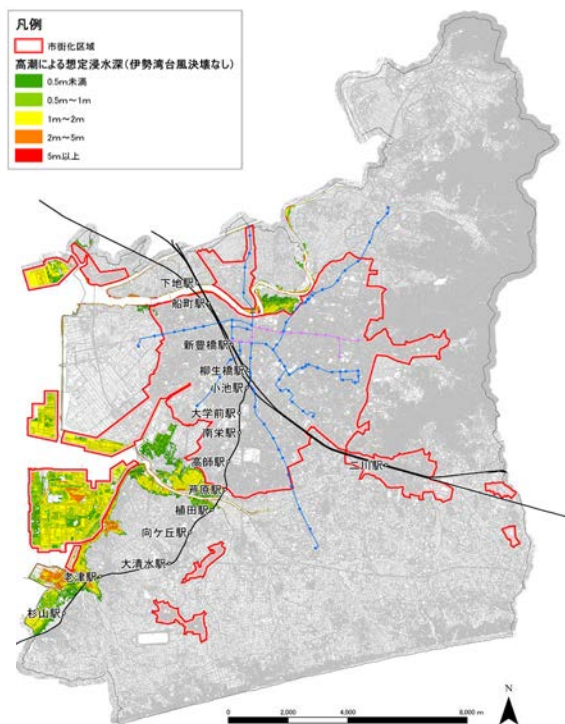 凡例
市街化区域
高潮による想定浸水深(伊勢湾台風決壊なし)
0.5m未満
0.5m～1m
1m～2m
2m～5m
5m以上
下地駅
船町駅
新豊橋駅
柳生橋駅
小池駅
大学前駅
南栄駅
高師駅
二川駅
芦原駅
植田駅
向ケ丘駅
大清水駅
老津駅
杉山駅
N
0 2,000 4,000 8,000 m